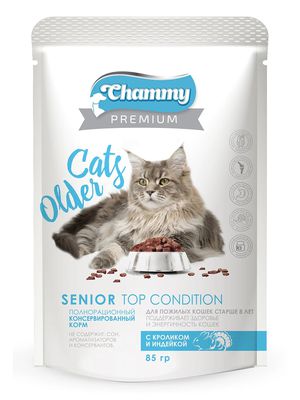 Chammy
PREMIUM
Cats
Older
SENIOR TOP CONDITION
ПОЛНОРАЦИОННЫЙ
КОНСЕРВИРОВАННЫЙ
КОРМ
НЕ СОДЕРЖИТ: СОИ,
АРОМАТИЗАТОРОВ
И КОНСЕРВАНТОВ.
ДЛЯ ПОЖИЛЫХ КОШЕК СТАРШЕ 8 ЛЕТ
ПОДДЕРЖИВАЕТ ЗДОРОВЬЕ
И ЭНЕРГИЧНОСТЬ КОШЕК
С КРОЛИКОМ
И ИНДЕЙКОЙ
85 гр